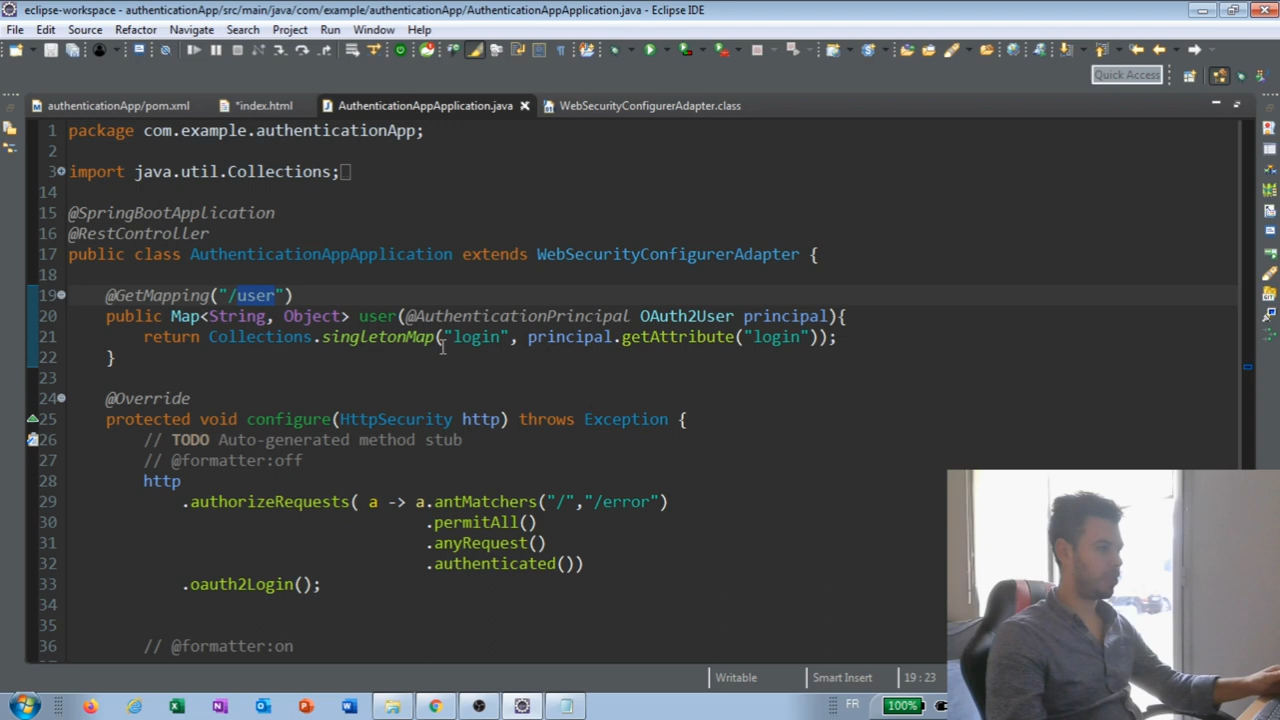 eclipse-workspace - authenticationApp/src/main/java/com/example/authenticationApp/AuthenticationAppApplication.java - Eclipse IDE
File Edit Source Refactor Navigate Search Project Run Window Help
Quick Access
authenticationApp/pom.xml *index.html AuthenticationAppApplication.java WebSecurityConfigurerAdapter.class
1 package com.example.authenticationApp;
2
3 import java.util.Collections;
14
15 @SpringBootApplication
16 @RestController
17 public class AuthenticationAppApplication extends WebSecurityConfigurerAdapter {
18
19 @GetMapping("/user")
20 public Map<String, Object> user(@AuthenticationPrincipal OAuth2User principal){
21 return Collections.singletonMap("login", principal.getAttribute("login"));
22 }
23
24 @Override
25 protected void configure(HttpSecurity http) throws Exception {
26 // TODO Auto-generated method stub
27 // @formatter:off
28 http
29 .authorizeRequests( a -> a.antMatchers("/","/error")
30 .permitAll()
31 .anyRequest()
32 .authenticated())
33 .oauth2Login();
34
35
36 // @formatter:on
Writable Smart Insert 19 : 23
FR 100%